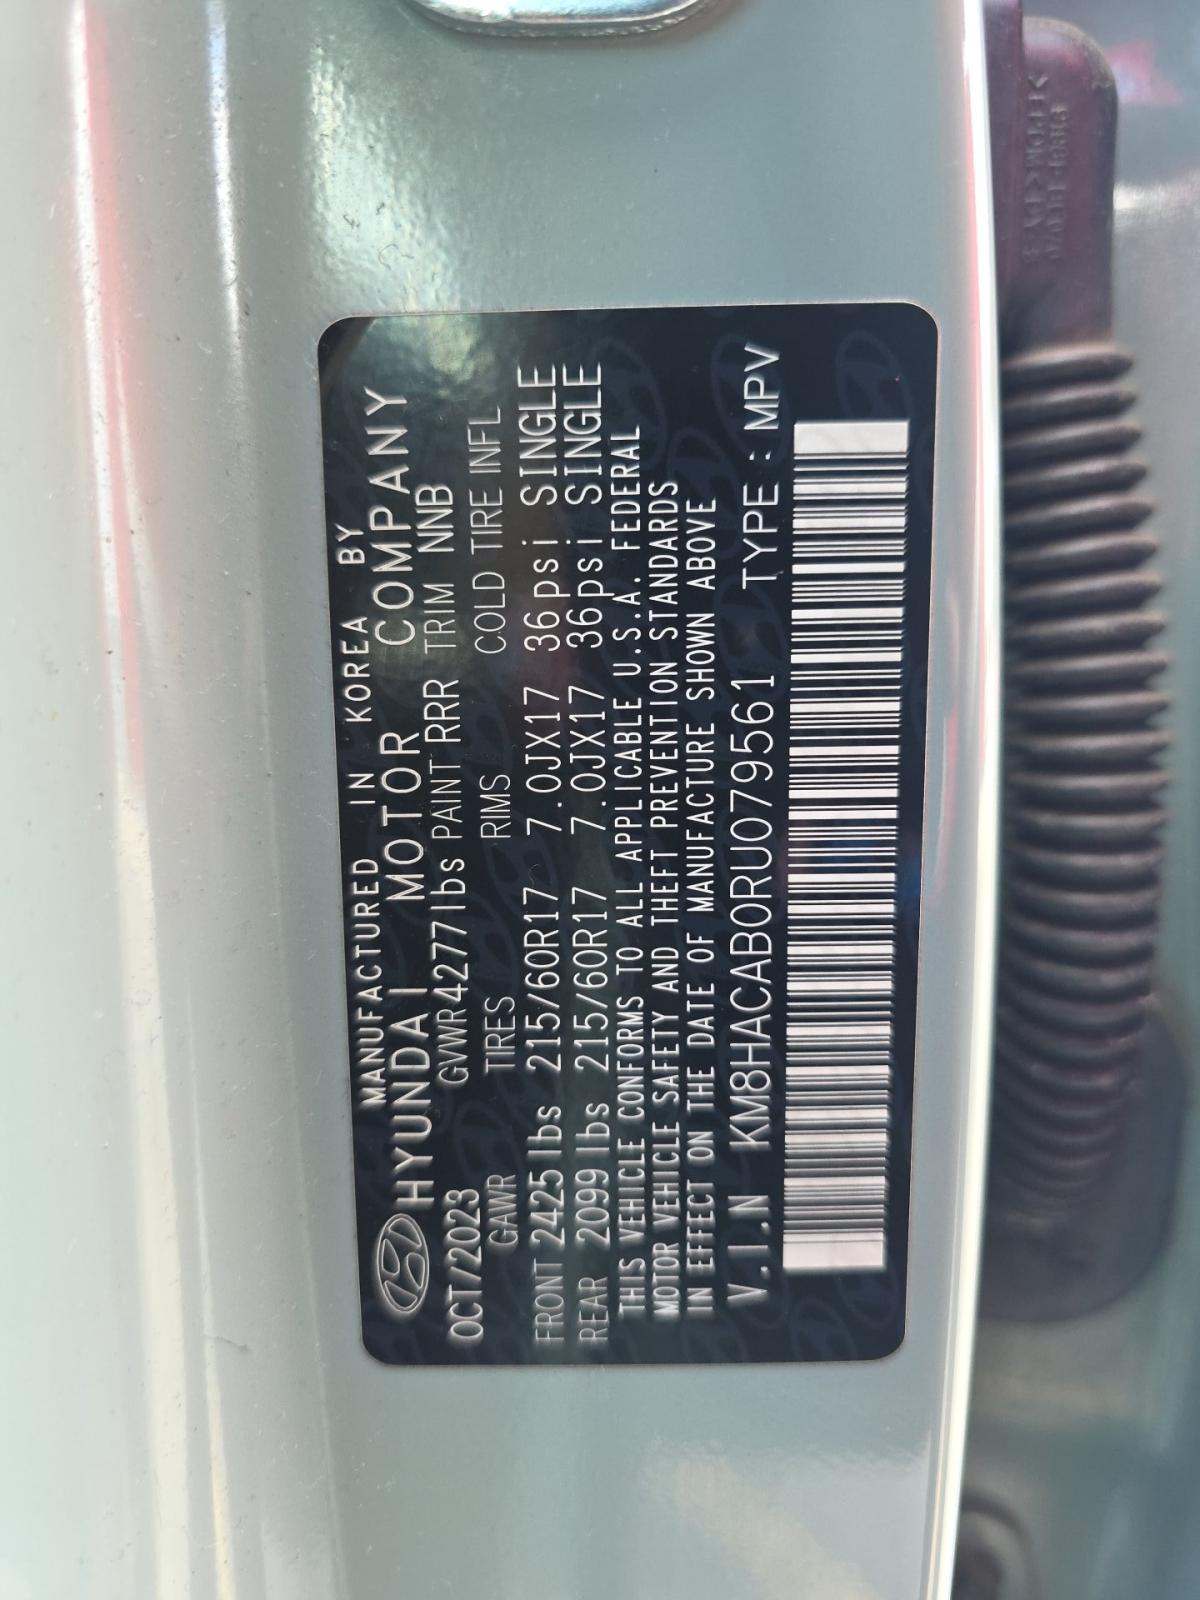 MANUFACTURED IN KOREA BY
HYUNDAI MOTOR COMPANY
OCT/2023 GVWR 4277lbs PAINT RRR TRIM NNB
GAWR TIRES RIMS COLD TIRE INFL
FRONT 2425lbs 215/60R17 7.0JX17 36psi SINGLE
REAR 2099lbs 215/60R17 7.0JX17 36psi SINGLE
THIS VEHICLE CONFORMS TO ALL APPLICABLE U.S.A. FEDERAL
MOTOR VEHICLE SAFETY AND THEFT PREVENTION STANDARDS
IN EFFECT ON THE DATE OF MANUFACTURE SHOWN ABOVE
V.I.N KM8HACAB0RU079561 TYPE : MPV